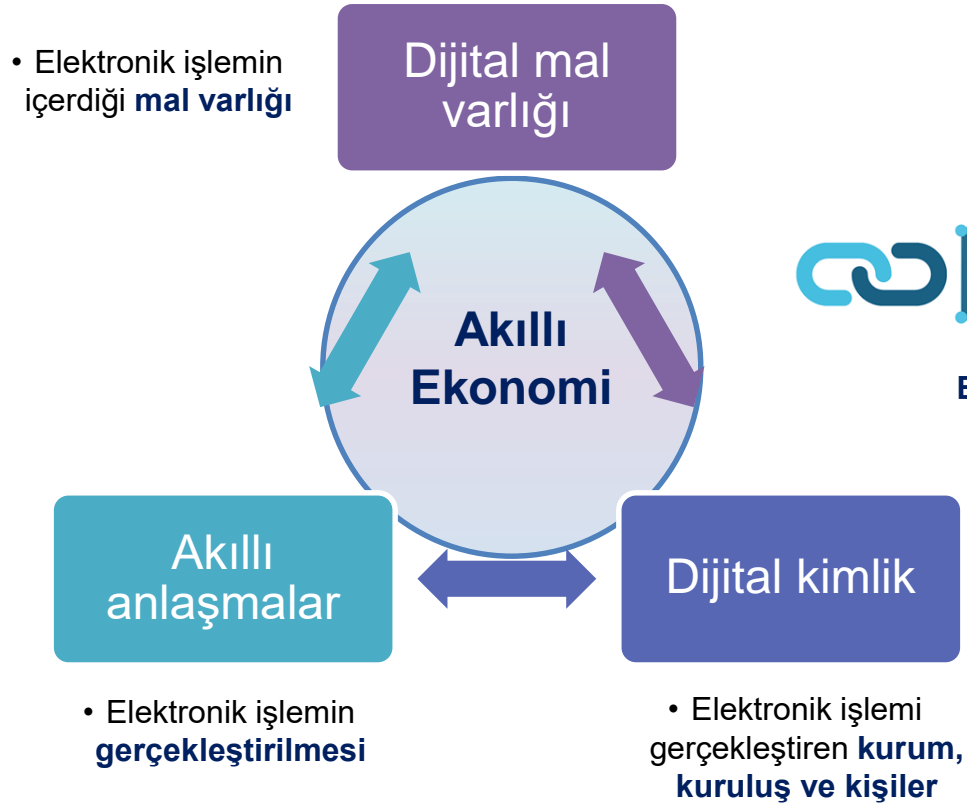 • Elektronik işlemin
içerdiği mal varlığı
Dijital mal
varlığı
Akıllı
Ekonomi
Akıllı
anlaşmalar
Dijital kimlik
• Elektronik işlemin
gerçekleştirilmesi
• Elektronik işlemi
gerçekleştiren kurum,
kuruluş ve kişiler